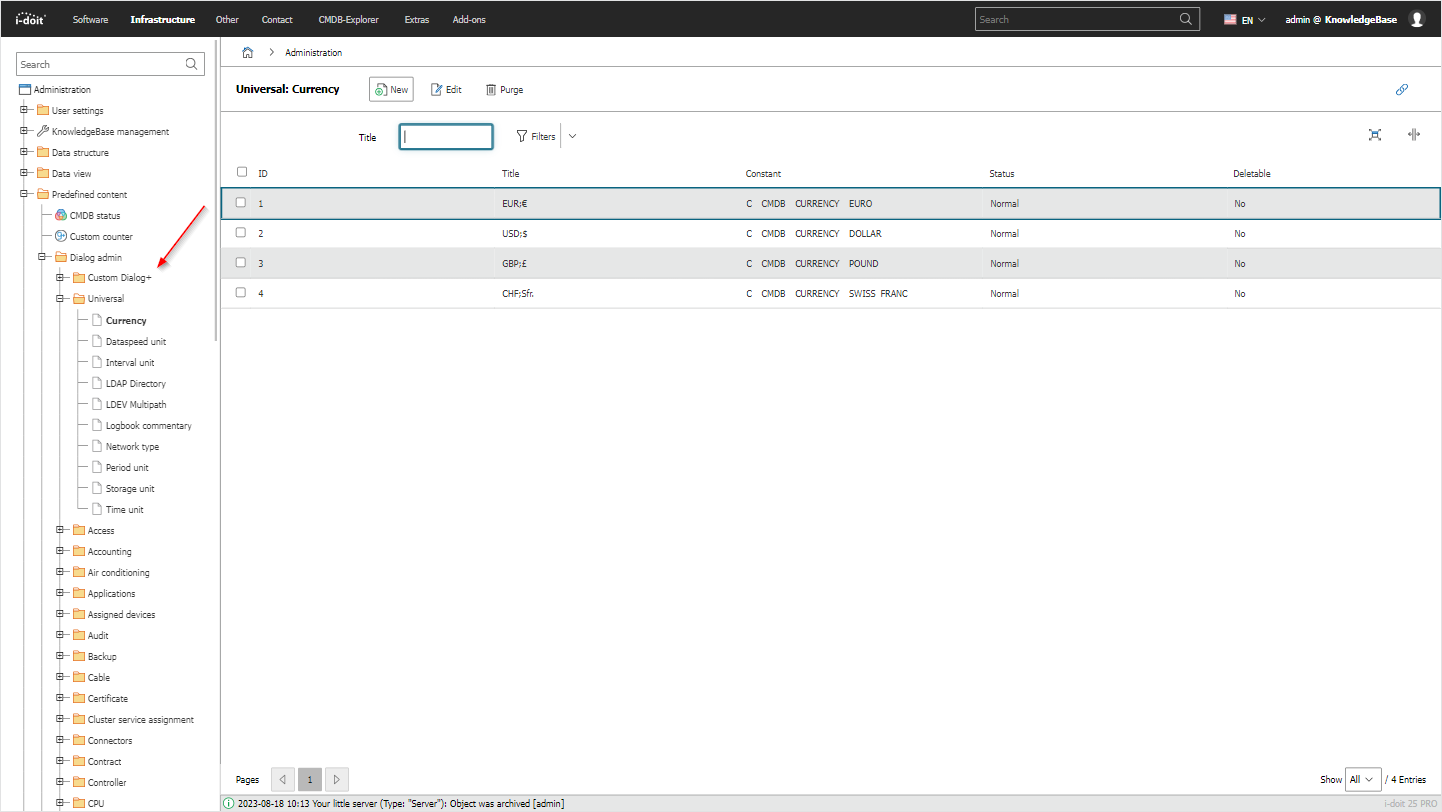 i-doit
Software Infrastructure Other Contact CMDB-Explorer Extras Add-ons
Search
EN
admin @ KnowledgeBase
Search
Administration
User settings
KnowledgeBase management
Data structure
Data view
Predefined content
CMDB status
Custom counter
Dialog admin
Custom Dialog+
Universal
Currency
Dataspeed unit
Interval unit
LDAP Directory
LDEV Multipath
Logbook commentary
Network type
Period unit
Storage unit
Time unit
Access
Accounting
Air conditioning
Applications
Assigned devices
Audit
Backup
Cable
Certificate
Cluster service assignment
Connectors
Contract
Controller
CPU
Administration
Universal: Currency New Edit Purge
Title Filters
ID Title Constant Status Deletable
1 EUR;€ C CMDB CURRENCY EURO Normal No
2 USD;$ C CMDB CURRENCY DOLLAR Normal No
3 GBP;£ C CMDB CURRENCY POUND Normal No
4 CHF;Sfr. C CMDB CURRENCY SWISS FRANC Normal No
Pages 1 Show All / 4 Entries
2023-08-18 10:13 Your little server (Type: "Server"): Object was archived [admin] i-doit 25 PRO